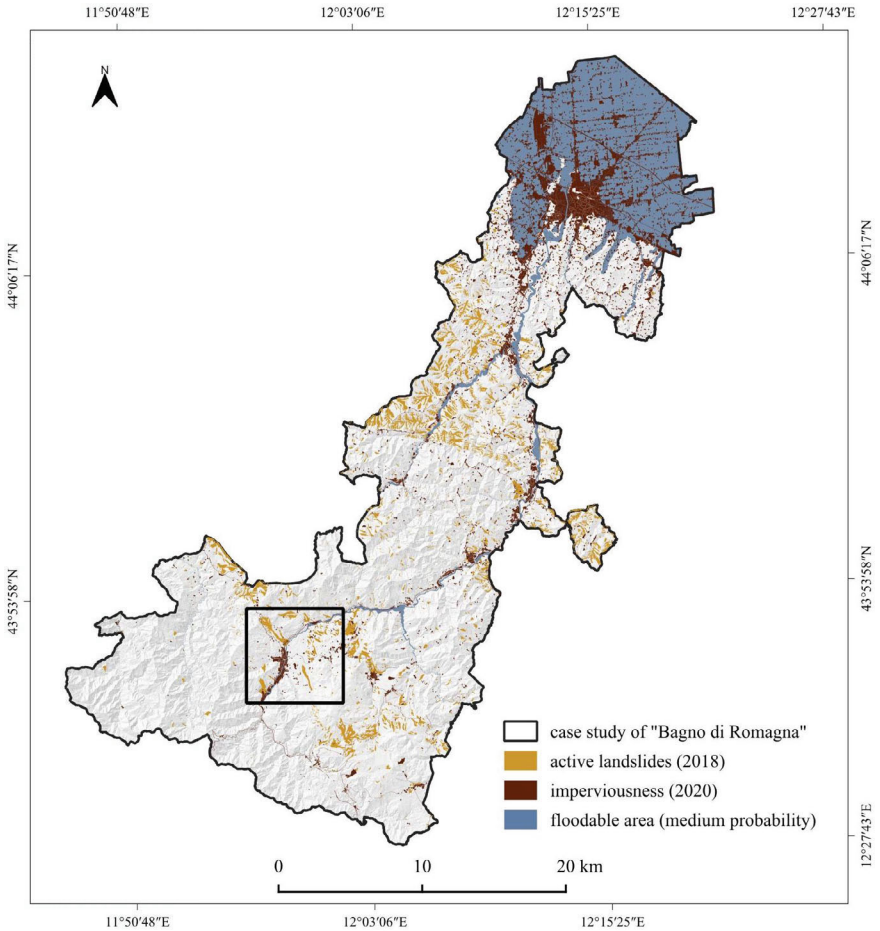 11°50′48″E 12°03′06″E 12°15′25″E 12°27′43″E
N
44°06′17″N
44°06′17″N
43°53′58″N
43°53′58″N
case study of "Bagno di Romagna"
active landslides (2018)
imperviousness (2020)
floodable area (medium probability)
12°27′43″E
0 10 20 km
11°50′48″E 12°03′06″E 12°15′25″E